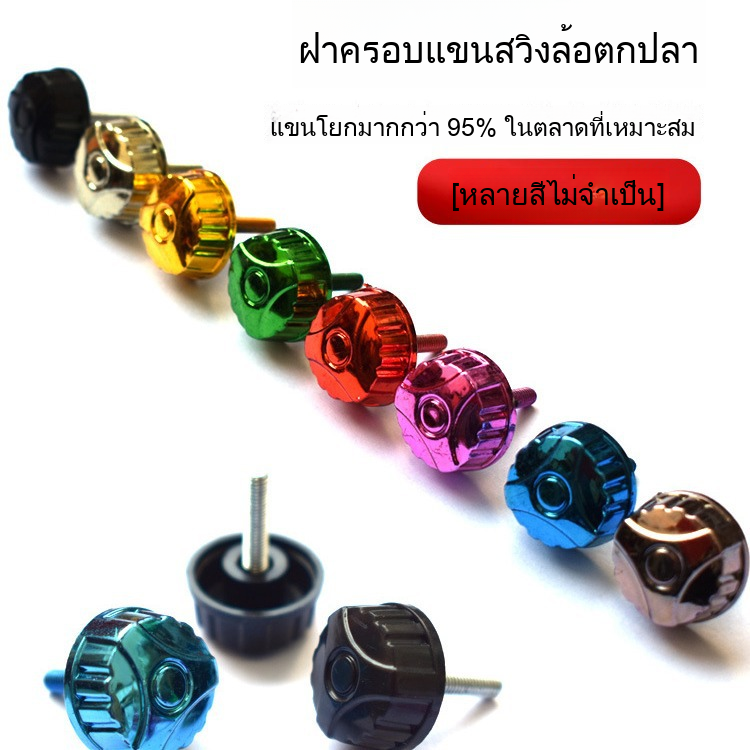 ฝาครอบแขนสวิงล้อตกปลา
แขนโยกมากกว่า 95% ในตลาดที่เหมาะสม
[หลายสีไม่จำเป็น]